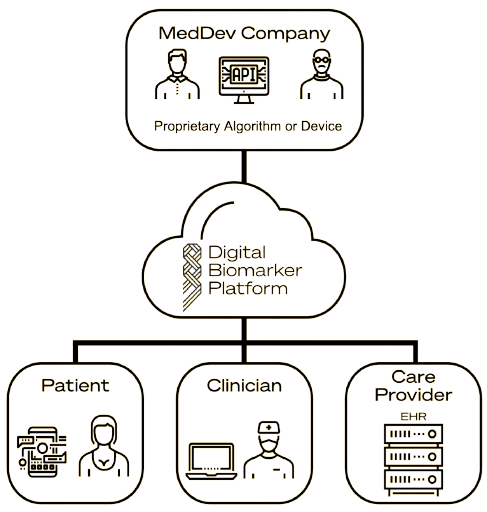 MedDev Company
API
Proprietary Algorithm or Device
Digital
Biomarker
Platform
Patient
Clinician
Care
Provider
EHR